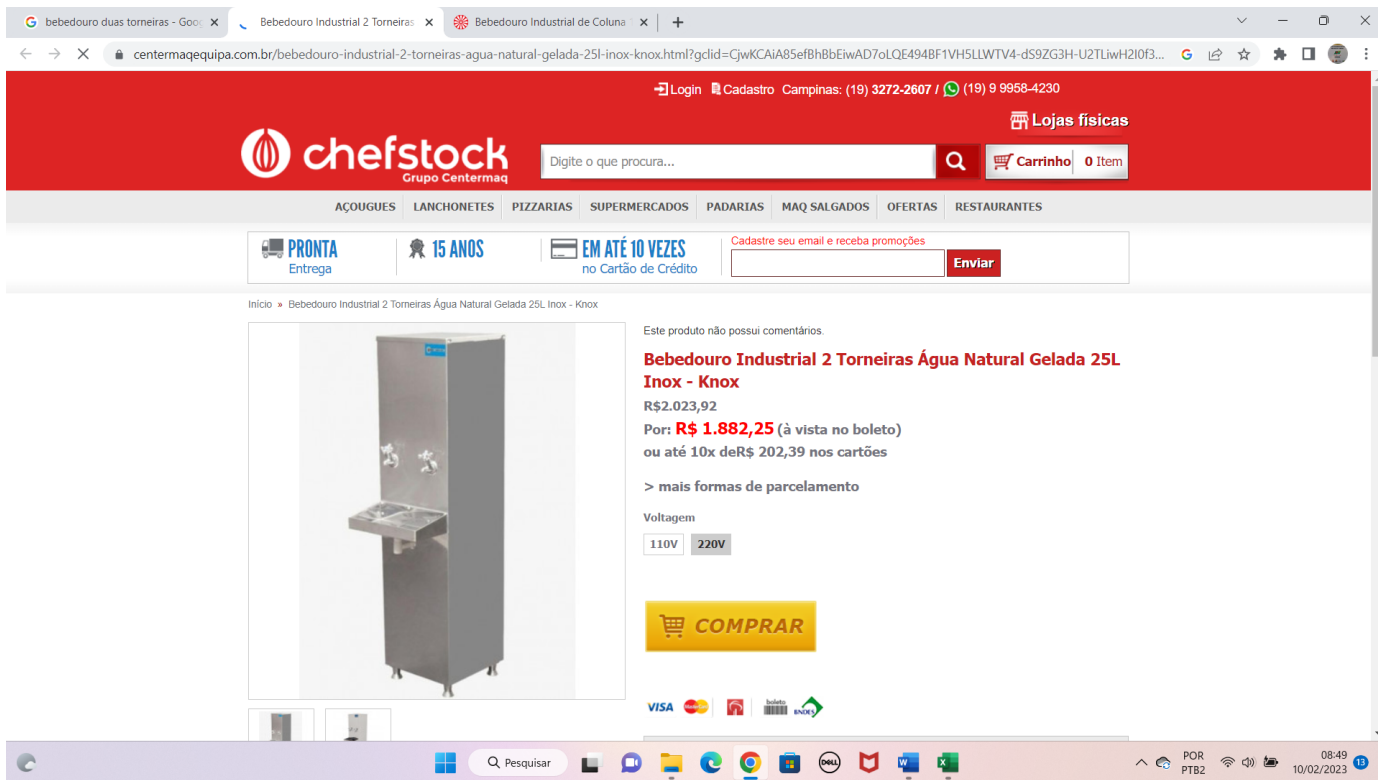 bebedouro duas torneiras - Goo
Bebedouro Industrial 2 Torneiras
Bebedouro Industrial de Coluna
centermaqequipa.com.br/bebedouro-industrial-2-torneiras-agua-natural-gelada-25l-inox-knox.html?gclid=CjwKCAiA85efBhBbEiwAD7oLQE494BF1VH5LLWTV4-dS9ZG3H-U2TLiwH2I0f3...
Login Cadastro Campinas: (19) 3272-2607 / (19) 9 9958-4230
Lojas físicas
chefstock
Grupo Centermaq
Digite o que procura...
Carrinho 0 Item
AÇOUGUES LANCHONETES PIZZARIAS SUPERMERCADOS PADARIAS MAQ SALGADOS OFERTAS RESTAURANTES
PRONTA
Entrega
15 ANOS
EM ATÉ 10 VEZES
no Cartão de Crédito
Cadastre seu email e receba promoções
Enviar
Início » Bebedouro Industrial 2 Torneiras Água Natural Gelada 25L Inox - Knox
Este produto não possui comentários.
Bebedouro Industrial 2 Torneiras Água Natural Gelada 25L
Inox - Knox
R$2.023,92
Por: R$ 1.882,25 (à vista no boleto)
ou até 10x deR$ 202,39 nos cartões
> mais formas de parcelamento
Voltagem
110V 220V
COMPRAR
VISA MasterCard boleto BNDES
Pesquisar
DELL
POR
PTB2
08:49
10/02/2023
13